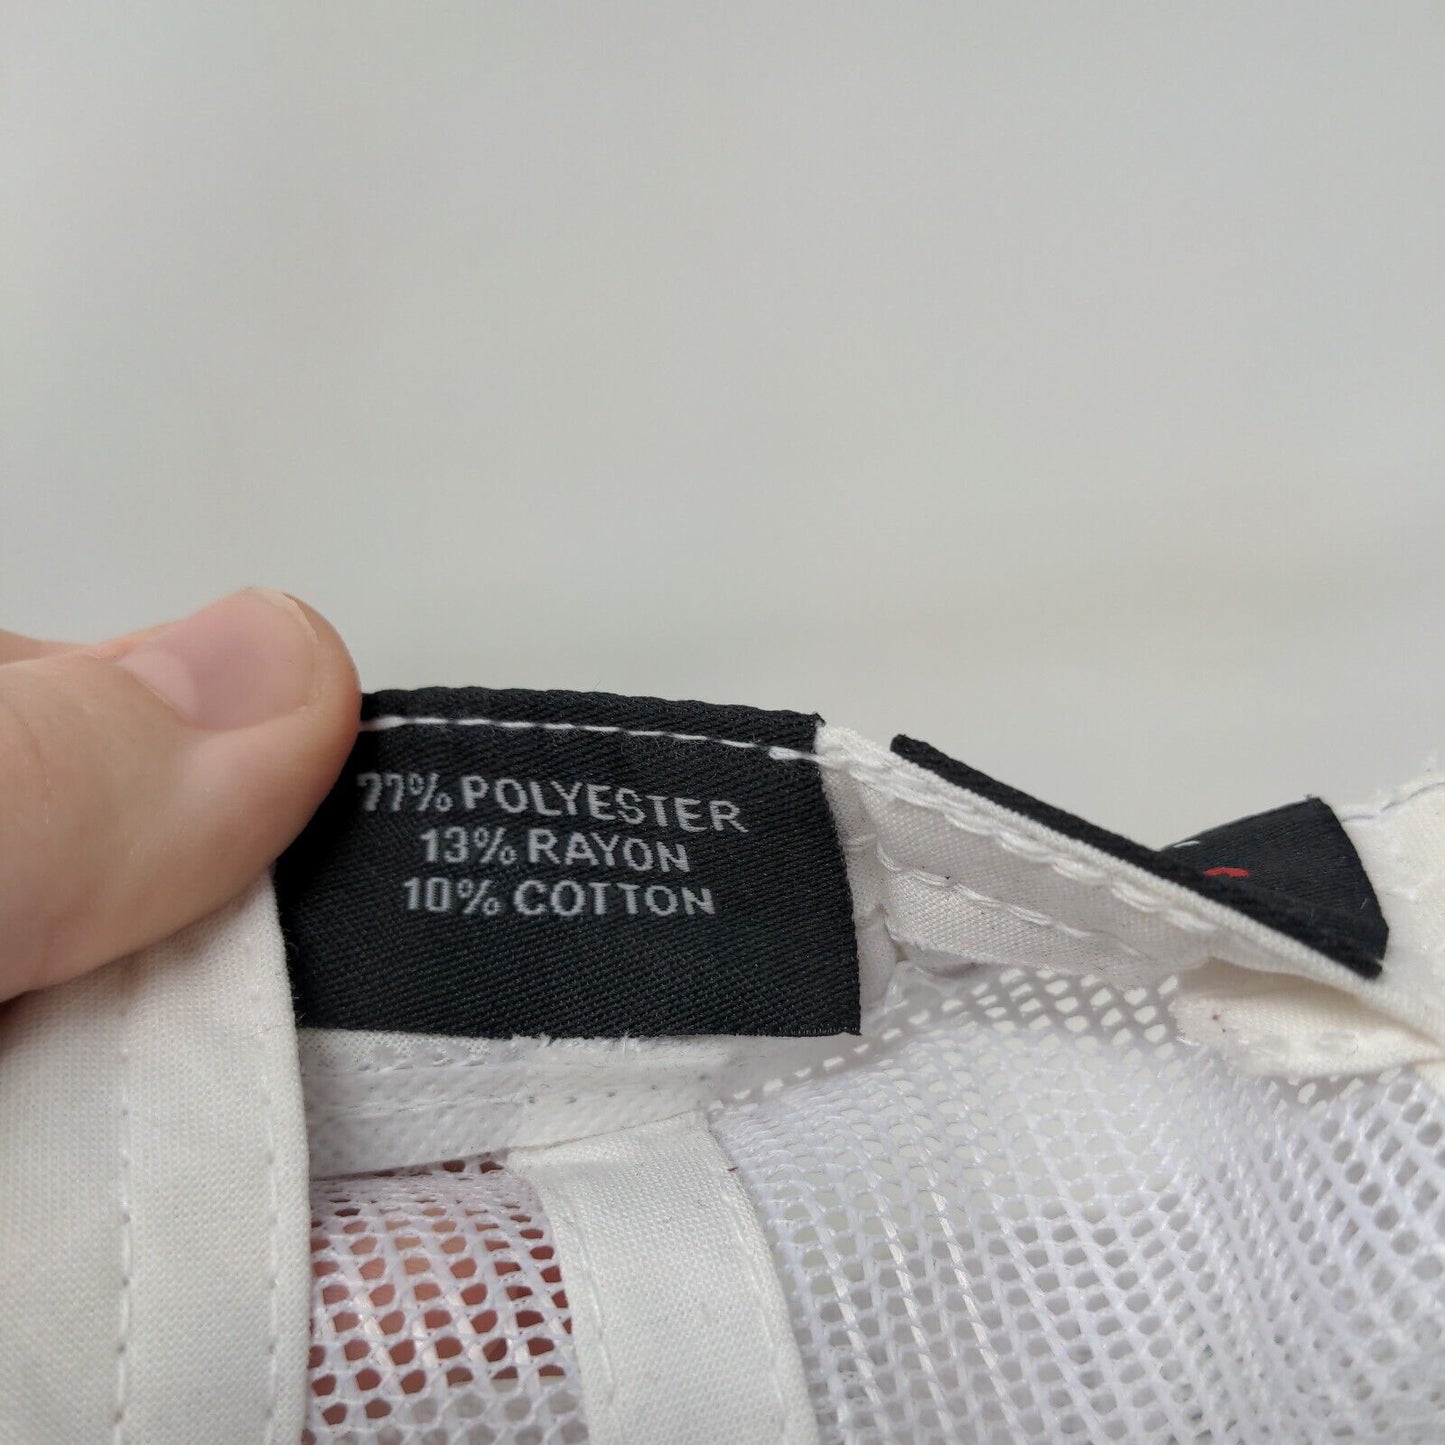 77% POLYESTER
13% RAYON
10% COTTON